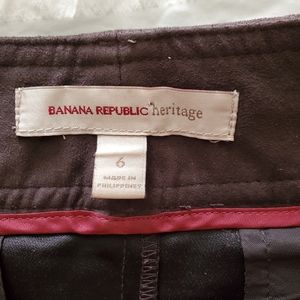 BANANA REPUBLIC heritage
6
MADE IN
PHILIPPINES